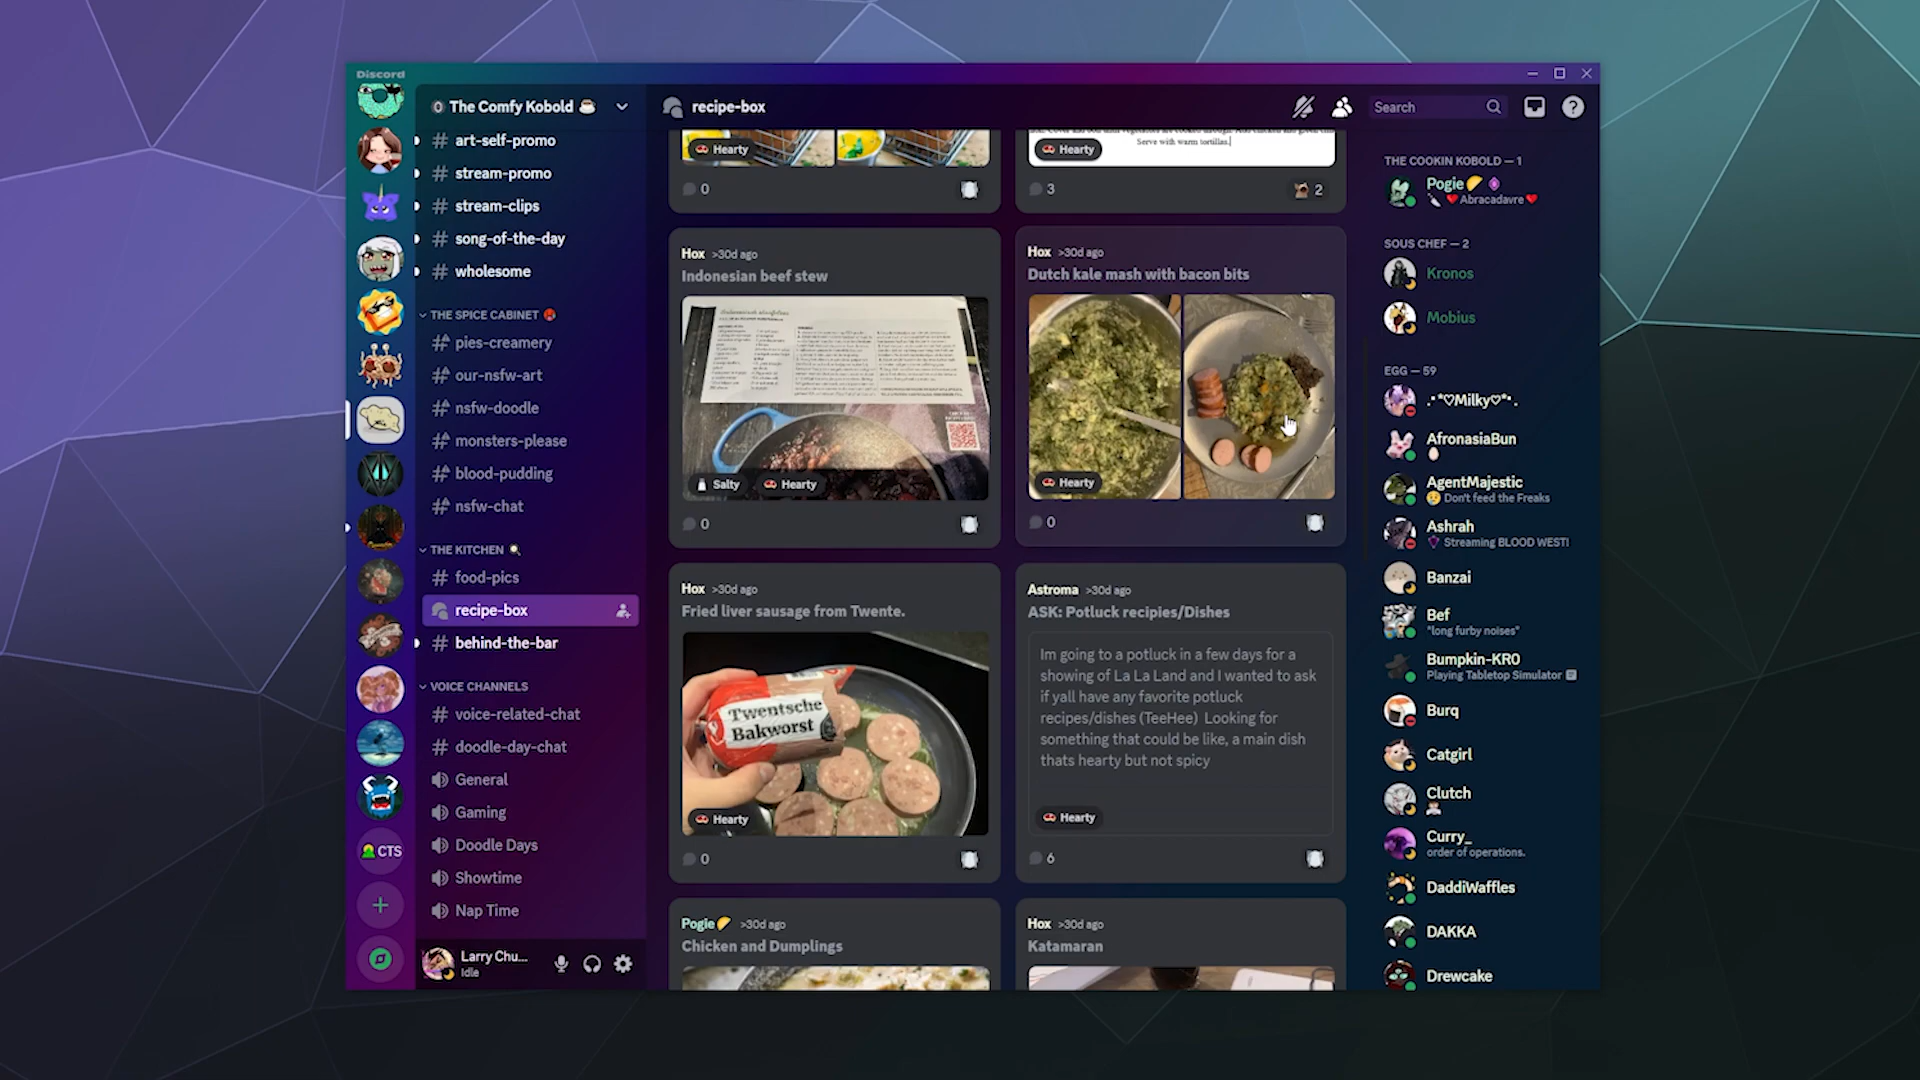 Discord
The Comfy Kobold
art-self-promo
stream-promo
stream-clips
song-of-the-day
wholesome
THE SPICE CABINET
pies-creamery
our-nsfw-art
nsfw-doodle
monsters-please
blood-pudding
nsfw-chat
THE KITCHEN
food-pics
recipe-box
behind-the-bar
VOICE CHANNELS
voice-related-chat
doodle-day-chat
General
Gaming
Doodle Days
Showtime
Nap Time
CTS
Larry Chu...
Idle
recipe-box
Search
Hearty
0
Serve with warm tortillas.
Hearty
3
2
Hox >30d ago
Indonesian beef stew
Salty
Hearty
0
Hox >30d ago
Dutch kale mash with bacon bits
Hearty
0
Hox >30d ago
Fried liver sausage from Twente.
Twentsche
Bakworst
Hearty
0
Astroma >30d ago
ASK: Potluck recipies/Dishes
Im going to a potluck in a few days for a
showing of La La Land and I wanted to ask
if yall have any favorite potluck
recipes/dishes (TeeHee) Looking for
something that could be like, a main dish
thats hearty but not spicy
Hearty
6
Pogie >30d ago
Chicken and Dumplings
Hox >30d ago
Katamaran
THE COOKIN KOBOLD — 1
Pogie
Abracadavre
SOUS CHEF — 2
Kronos
Mobius
EGG — 59
.·*♡Milky♡*·.
AfronasiaBun
AgentMajestic
Don't feed the Freaks
Ashrah
Streaming BLOOD WEST!
Banzai
Bef
*long furby noises*
Bumpkin-KR0
Playing Tabletop Simulator
Burq
Catgirl
Clutch
Curry_
order of operations.
DaddiWaffles
DAKKA
Drewcake